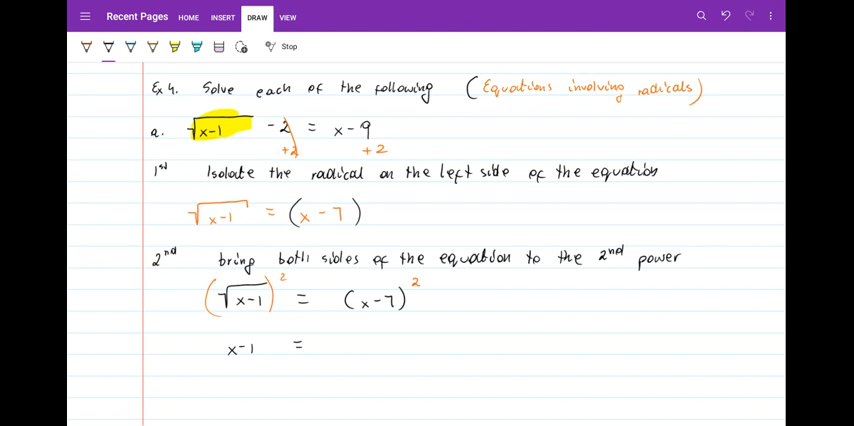 Recent Pages HOME INSERT DRAW VIEW
Stop
Ex 4. Solve each of the following (Equations involving radicals)
a. √(x-1) - 2 = x - 9
+2 +2
1st Isolate the radical on the left side of the equation
√(x-1) = (x - 7)
2nd bring both sides of the equation to the 2nd power
(√(x-1))² = (x-7)²
x-1 =